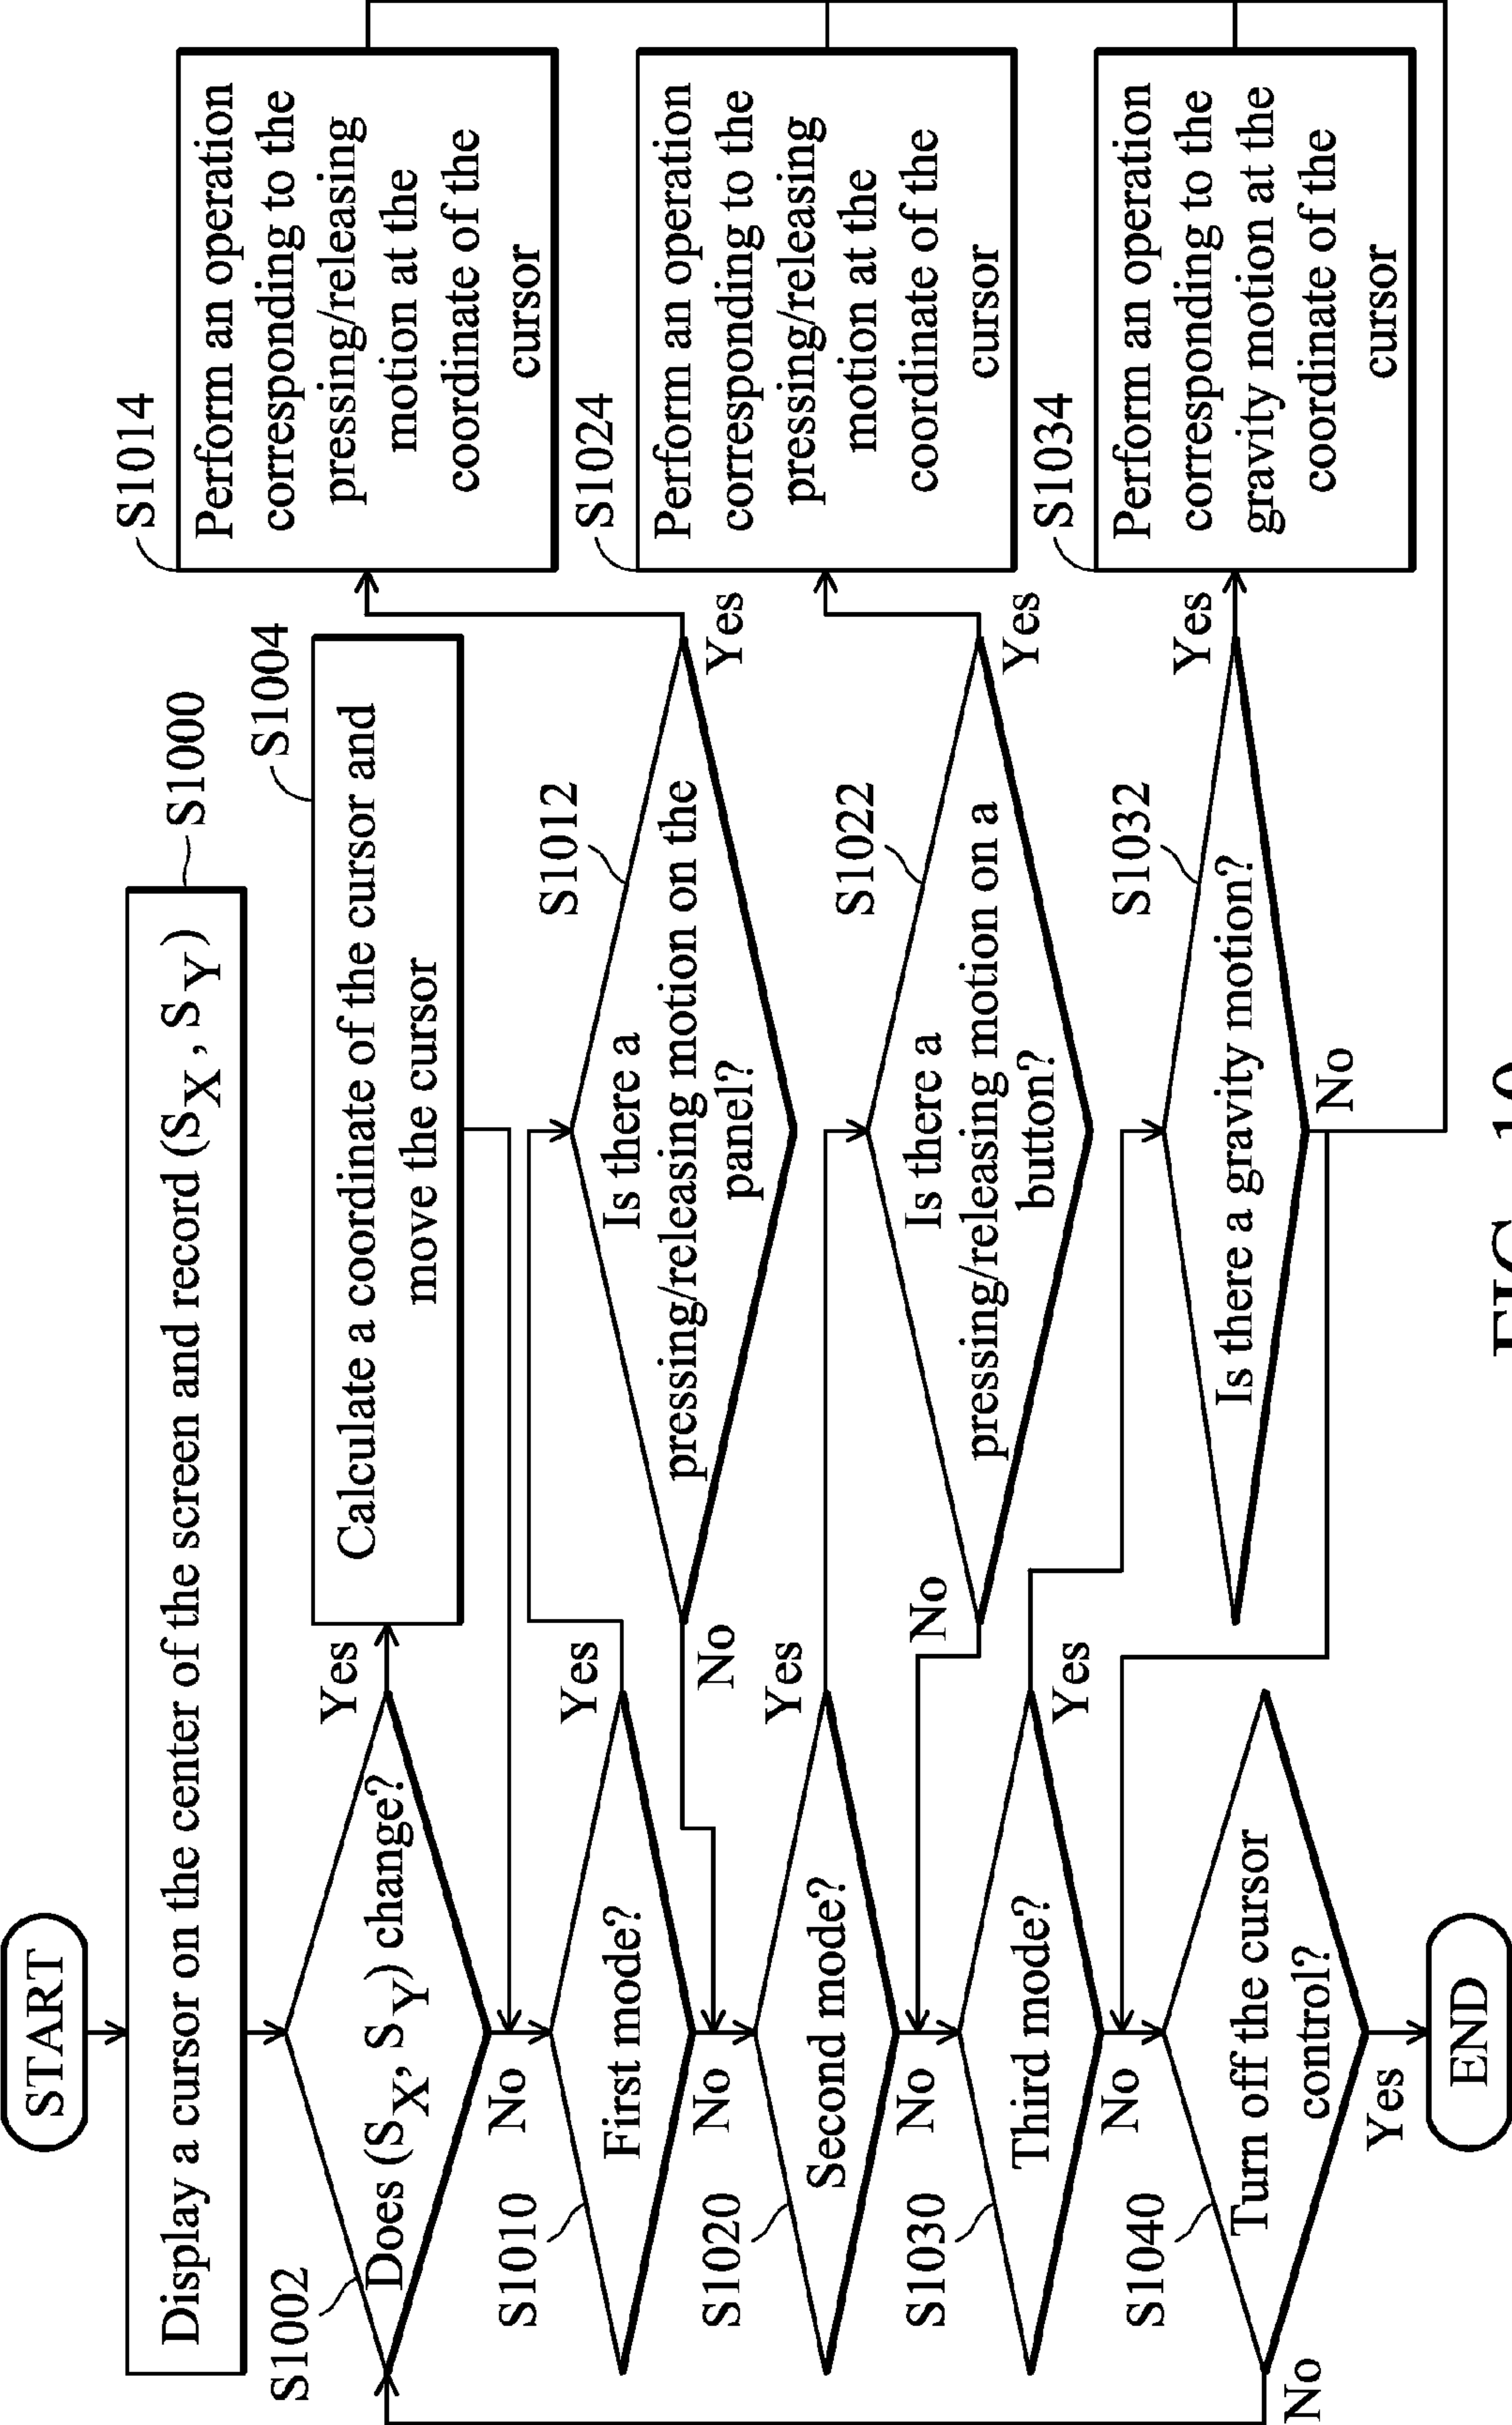 START
Display a cursor on the center of the screen and record (SX, SY)
S1000
S1002
Does (SX, SY) change?
Yes
No
S1004
Calculate a coordinate of the cursor and
move the cursor
S1010
First mode?
Yes
No
S1012
Is there a
pressing/releasing motion on the
panel?
Yes
No
S1014
Perform an operation
corresponding to the
pressing/releasing
motion at the
coordinate of the
cursor
S1020
Second mode?
Yes
No
S1022
Is there a
pressing/releasing motion on a
button?
Yes
No
S1024
Perform an operation
corresponding to the
pressing/releasing
motion at the
coordinate of the
cursor
S1030
Third mode?
Yes
No
S1032
Is there a gravity motion?
Yes
No
S1034
Perform an operation
corresponding to the
gravity motion at the
coordinate of the
cursor
S1040
Turn off the cursor
control?
No
Yes
END